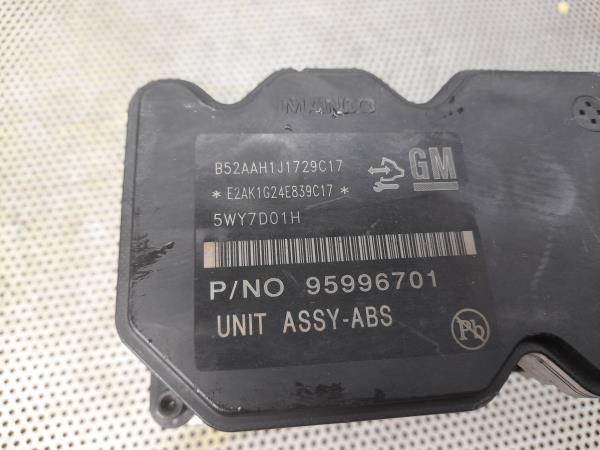 MANDO
B52AAH1J1729C17
GM
* E2AK1G24E839C17 *
5WY7D01H
P/NO 95996701
UNIT ASSY-ABS
Pb